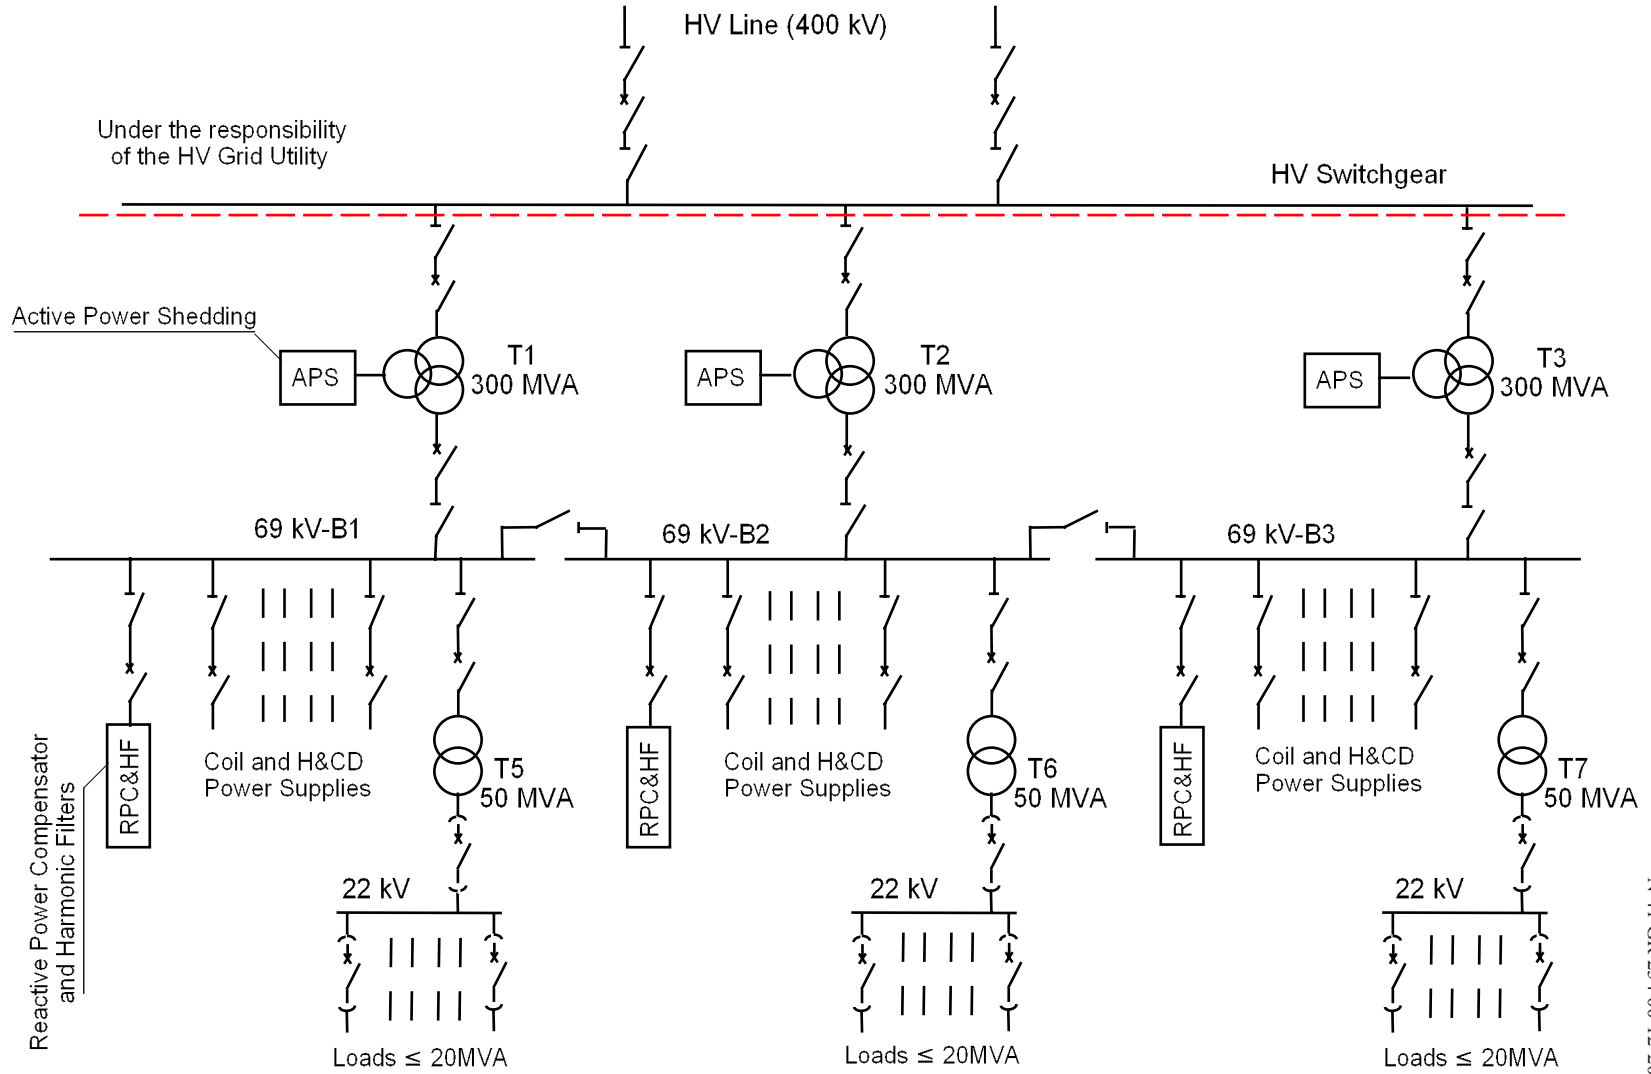 HV Line (400 kV)
Under the responsibility
of the HV Grid Utility
HV Switchgear
Active Power Shedding
APS
T1
300 MVA
APS
T2
300 MVA
APS
T3
300 MVA
69 kV-B1
69 kV-B2
69 kV-B3
Reactive Power Compensator
and Harmonic Filters
RPC&HF
Coil and H&CD
Power Supplies
T5
50 MVA
RPC&HF
Coil and H&CD
Power Supplies
T6
50 MVA
RPC&HF
Coil and H&CD
Power Supplies
T7
50 MVA
22 kV
22 kV
22 kV
Loads ≤ 20MVA
Loads ≤ 20MVA
Loads ≤ 20MVA